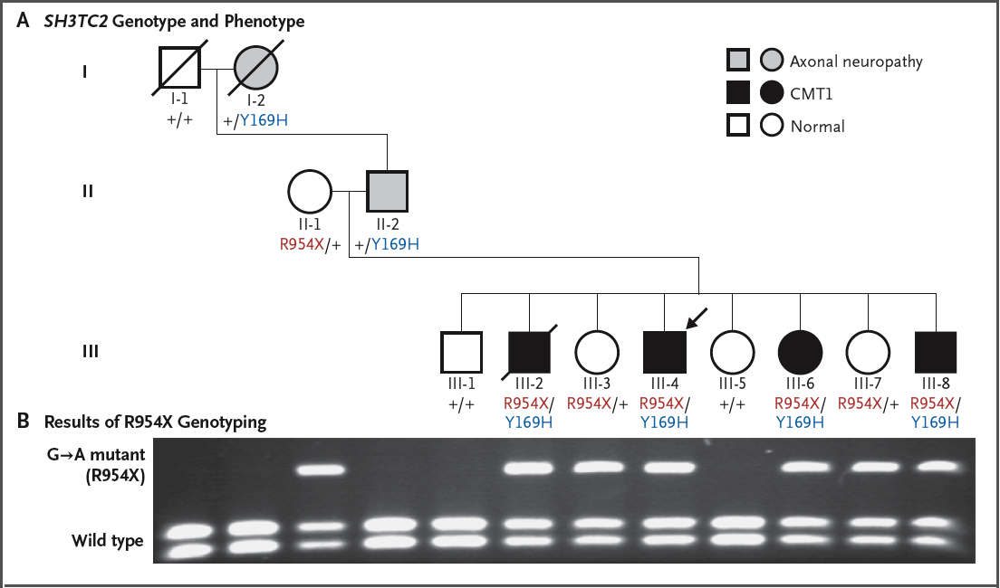 A SH3TC2 Genotype and Phenotype
I
I-1
I-2
+/+
+/Y169H
Axonal neuropathy
CMT1
Normal
II
II-1
II-2
R954X/+
+/Y169H
III
III-1
III-2
III-3
III-4
III-5
III-6
III-7
III-8
+/+
R954X/
Y169H
R954X/+
R954X/
Y169H
+/+
R954X/
Y169H
R954X/+
R954X/
Y169H
B Results of R954X Genotyping
G→A mutant
(R954X)
Wild type